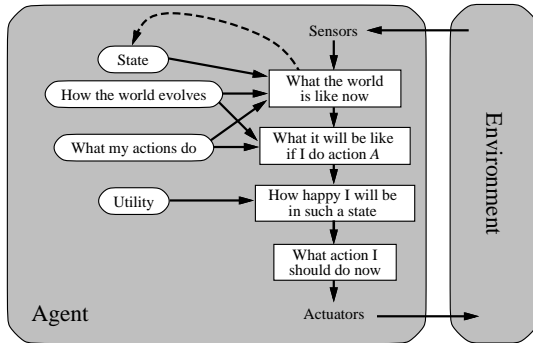 Sensors
State
What the world
is like now
How the world evolves
What my actions do
What it will be like
if I do action A
Utility
How happy I will be
in such a state
What action I
should do now
Agent
Actuators
Environment